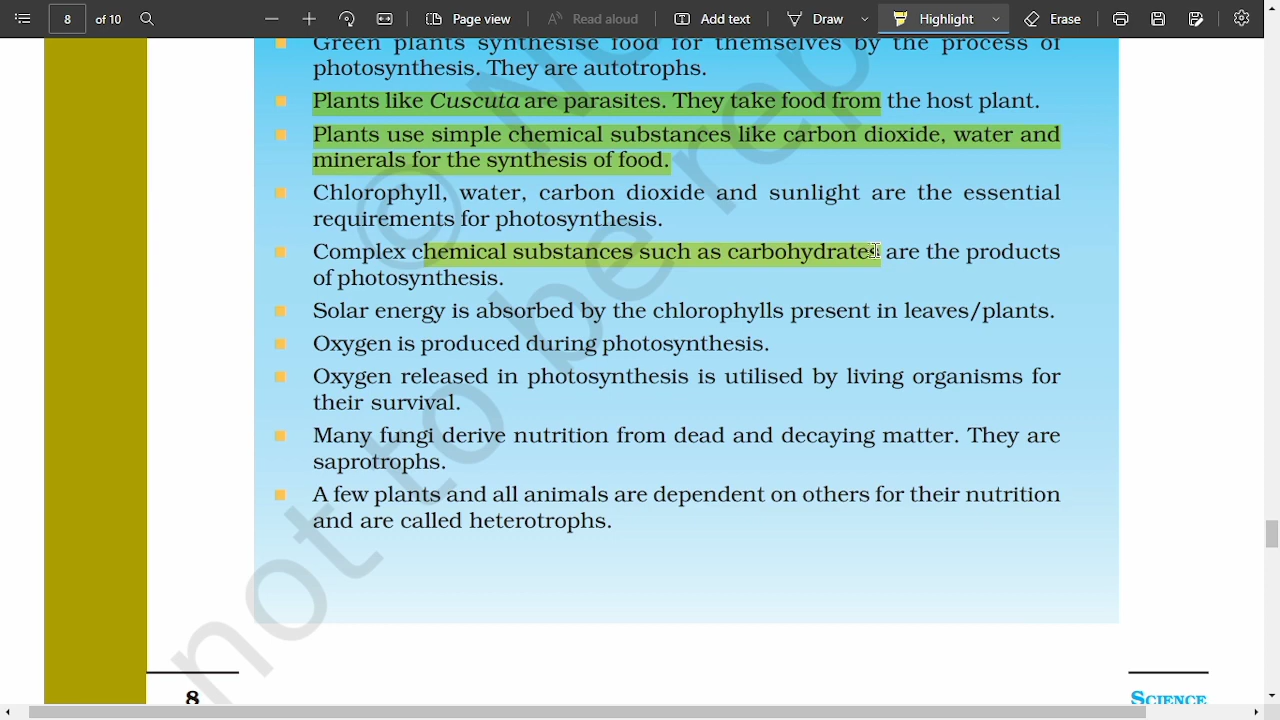 8 of 10 Page view Read aloud Add text Draw Highlight Erase
Green plants synthesise food for themselves by the process of
photosynthesis. They are autotrophs.
Plants like Cuscuta are parasites. They take food from the host plant.
Plants use simple chemical substances like carbon dioxide, water and
minerals for the synthesis of food.
Chlorophyll, water, carbon dioxide and sunlight are the essential
requirements for photosynthesis.
Complex chemical substances such as carbohydrates are the products
of photosynthesis.
Solar energy is absorbed by the chlorophylls present in leaves/plants.
Oxygen is produced during photosynthesis.
Oxygen released in photosynthesis is utilised by living organisms for
their survival.
Many fungi derive nutrition from dead and decaying matter. They are
saprotrophs.
A few plants and all animals are dependent on others for their nutrition
and are called heterotrophs.
not to be rep
8
SCIENCE